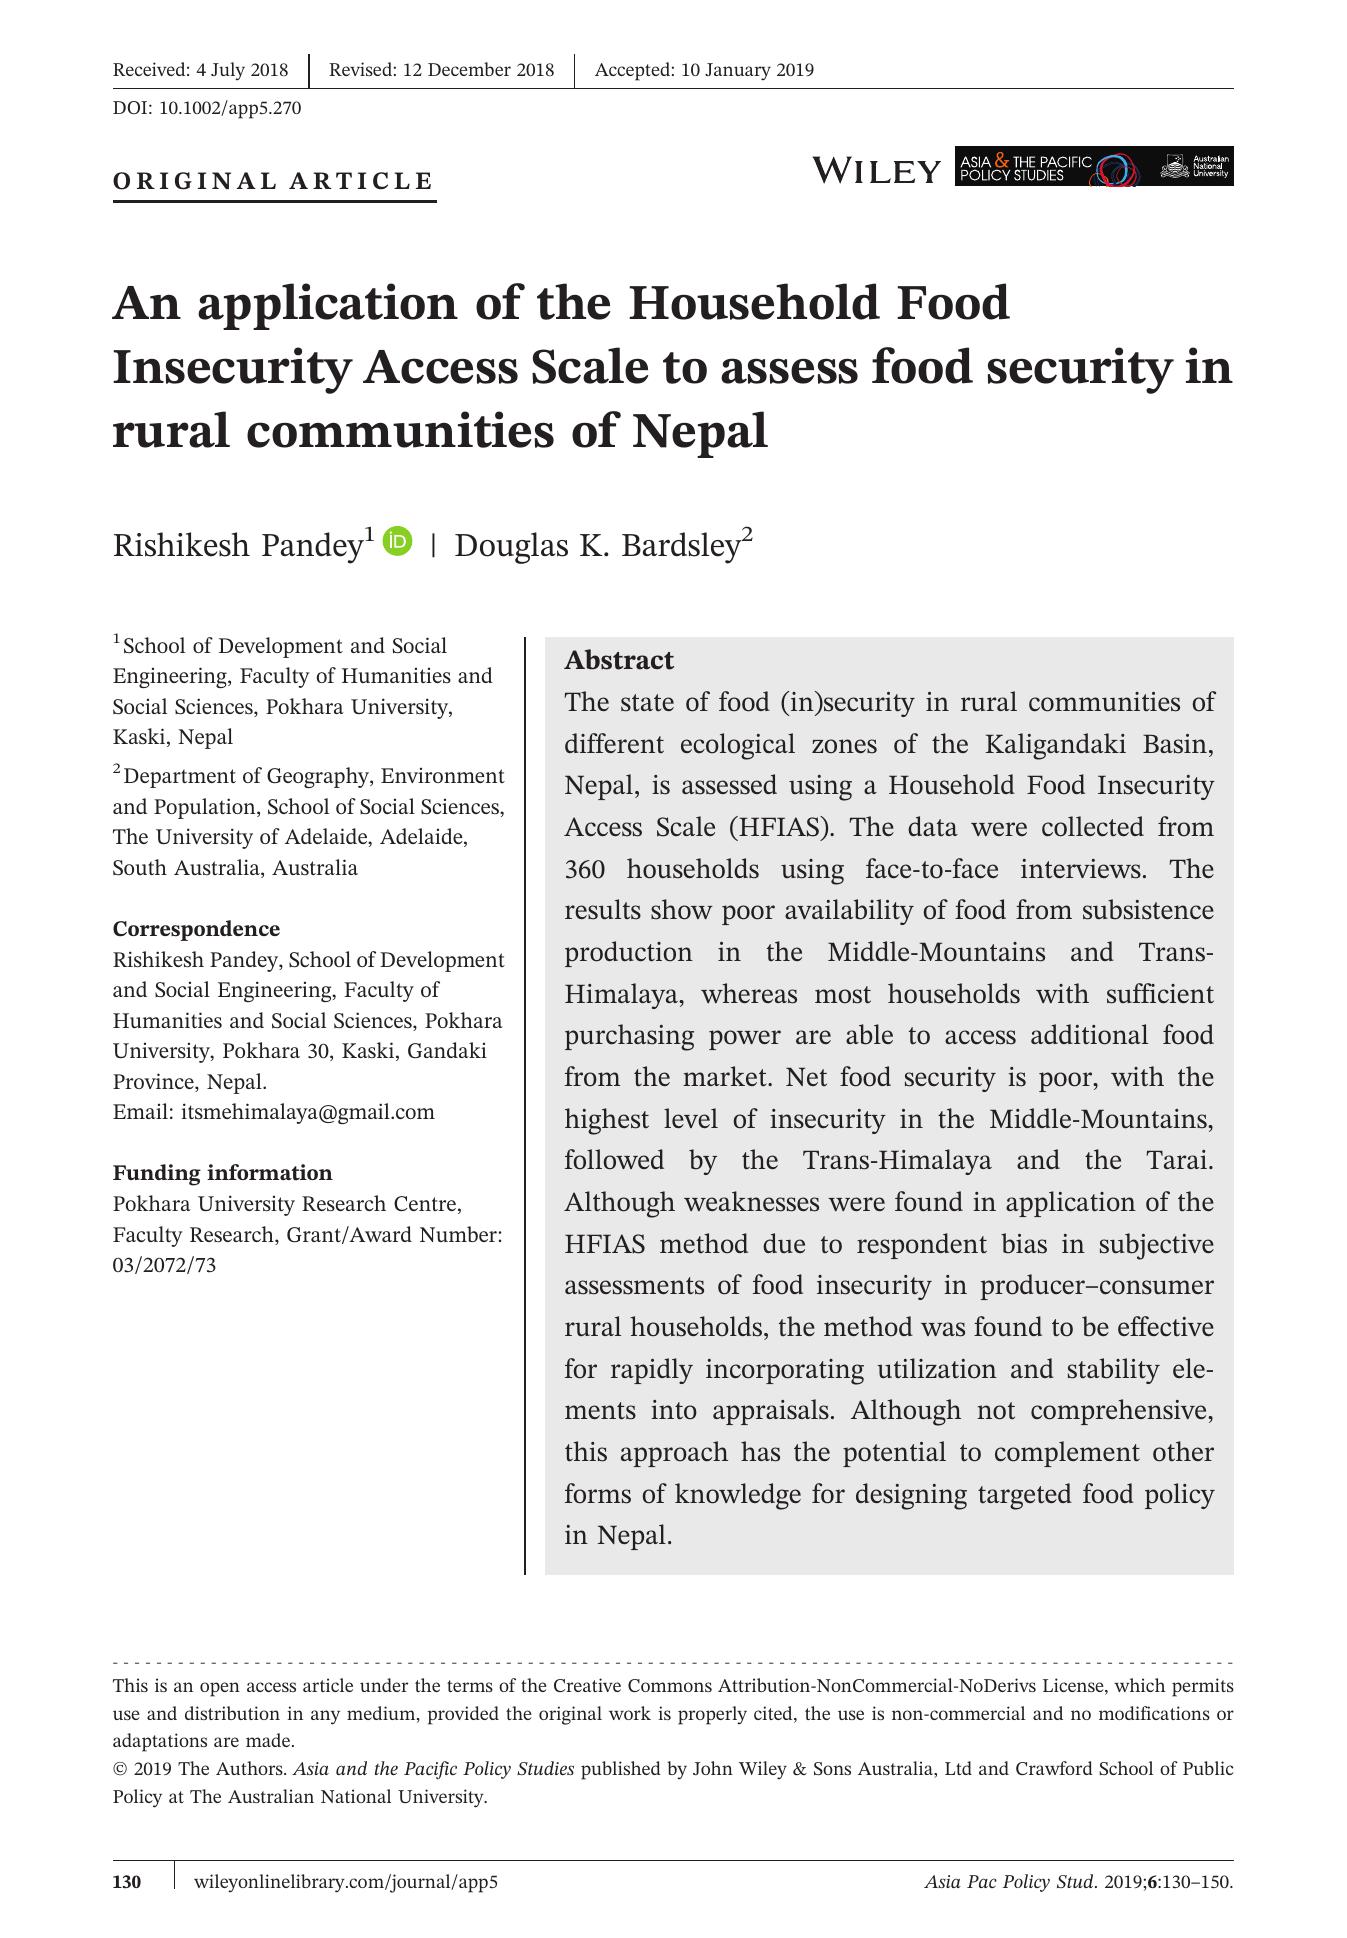 Received: 4 July 2018 | Revised: 12 December 2018 | Accepted: 10 January 2019
DOI: 10.1002/app5.270
ORIGINAL ARTICLE
WILEY
ASIA & THE PACIFIC
POLICY STUDIES
Australian
National
University
An application of the Household Food
Insecurity Access Scale to assess food security in
rural communities of Nepal
Rishikesh Pandey1 iD | Douglas K. Bardsley2
1School of Development and Social
Engineering, Faculty of Humanities and
Social Sciences, Pokhara University,
Kaski, Nepal
2Department of Geography, Environment
and Population, School of Social Sciences,
The University of Adelaide, Adelaide,
South Australia, Australia
Correspondence
Rishikesh Pandey, School of Development
and Social Engineering, Faculty of
Humanities and Social Sciences, Pokhara
University, Pokhara 30, Kaski, Gandaki
Province, Nepal.
Email: itsmehimalaya@gmail.com
Funding information
Pokhara University Research Centre,
Faculty Research, Grant/Award Number:
03/2072/73
Abstract
The state of food (in)security in rural communities of
different ecological zones of the Kaligandaki Basin,
Nepal, is assessed using a Household Food Insecurity
Access Scale (HFIAS). The data were collected from
360 households using face-to-face interviews. The
results show poor availability of food from subsistence
production in the Middle-Mountains and Trans-
Himalaya, whereas most households with sufficient
purchasing power are able to access additional food
from the market. Net food security is poor, with the
highest level of insecurity in the Middle-Mountains,
followed by the Trans-Himalaya and the Tarai.
Although weaknesses were found in application of the
HFIAS method due to respondent bias in subjective
assessments of food insecurity in producer–consumer
rural households, the method was found to be effective
for rapidly incorporating utilization and stability ele-
ments into appraisals. Although not comprehensive,
this approach has the potential to complement other
forms of knowledge for designing targeted food policy
in Nepal.
This is an open access article under the terms of the Creative Commons Attribution-NonCommercial-NoDerivs License, which permits
use and distribution in any medium, provided the original work is properly cited, the use is non-commercial and no modifications or
adaptations are made.
© 2019 The Authors. Asia and the Pacific Policy Studies published by John Wiley & Sons Australia, Ltd and Crawford School of Public
Policy at The Australian National University.
130 | wileyonlinelibrary.com/journal/app5 Asia Pac Policy Stud. 2019;6:130–150.